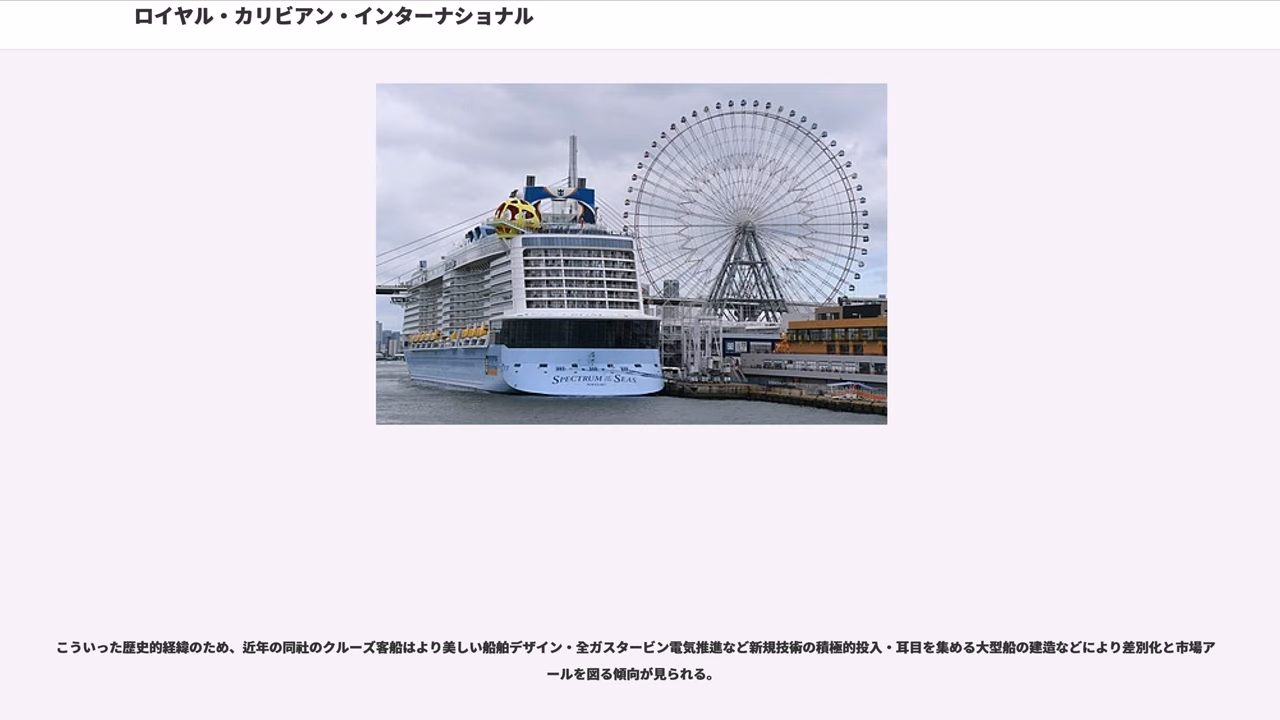 ロイヤル・カリビアン・インターナショナル
SPECTRUM OF THE SEAS
こういった歴史的経緯のため、近年の同社のクルーズ客船はより美しい船舶デザイン・全ガスタービン電気推進など新規技術の積極的投入・耳目を集める大型船の建造などにより差別化と市場ア
ールを図る傾向が見られる。